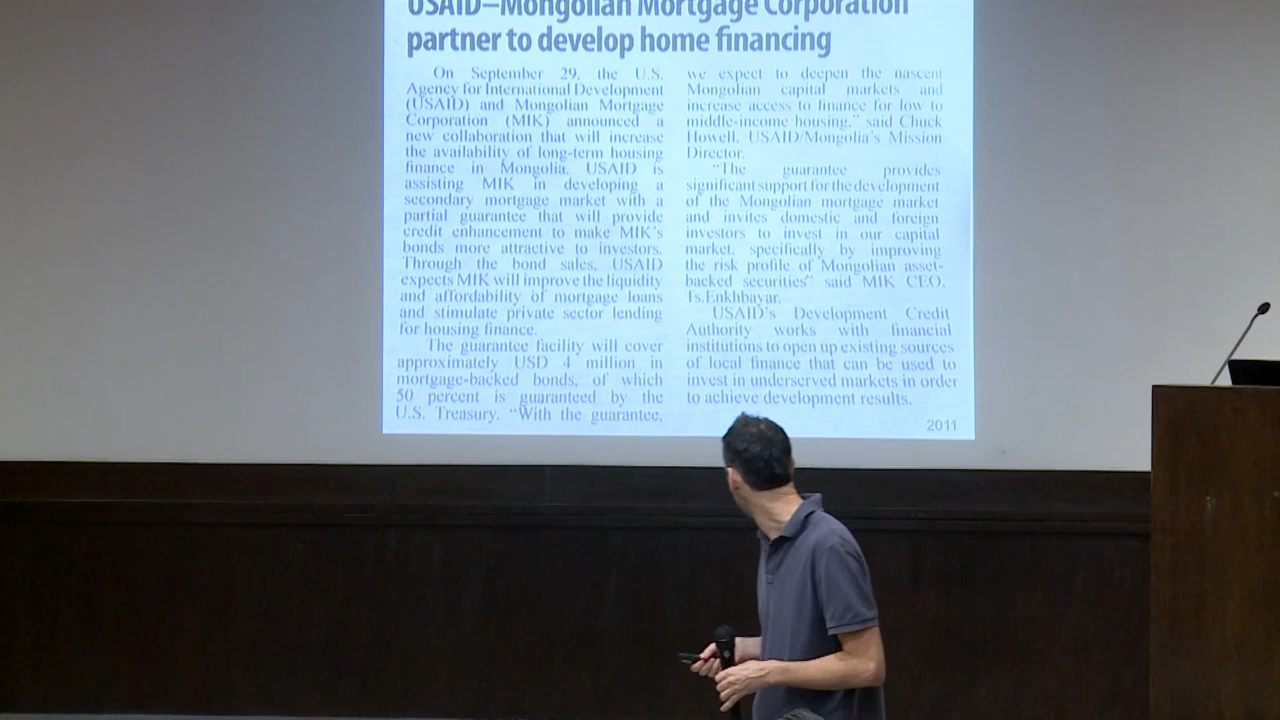 USAID–Mongolian Mortgage Corporation
partner to develop home financing
On September 29, the U.S.
Agency for International Development
(USAID) and Mongolian Mortgage
Corporation (MIK) announced a
new collaboration that will increase
the availability of long-term housing
finance in Mongolia. USAID is
assisting MIK in developing a
secondary mortgage market with a
partial guarantee that will provide
credit enhancement to make MIK's
bonds more attractive to investors.
Through the bond sales, USAID
expects MIK will improve the liquidity
and affordability of mortgage loans
and stimulate private sector lending
for housing finance.
The guarantee facility will cover
approximately USD 4 million in
mortgage-backed bonds, of which
50 percent is guaranteed by the
U.S. Treasury. "With the guarantee,
we expect to deepen the nascent
Mongolian capital markets and
increase access to finance for low to
middle-income housing," said Chuck
Howell, USAID/Mongolia's Mission
Director.
"The guarantee provides
significant support for the development
of the Mongolian mortgage market
and invites domestic and foreign
investors to invest in our capital
market, specifically by improving
the risk profile of Mongolian asset-
backed securities" said MIK CEO,
Ts.Enkhbayar.
USAID's Development Credit
Authority works with financial
institutions to open up existing sources
of local finance that can be used to
invest in underserved markets in order
to achieve development results.
2011